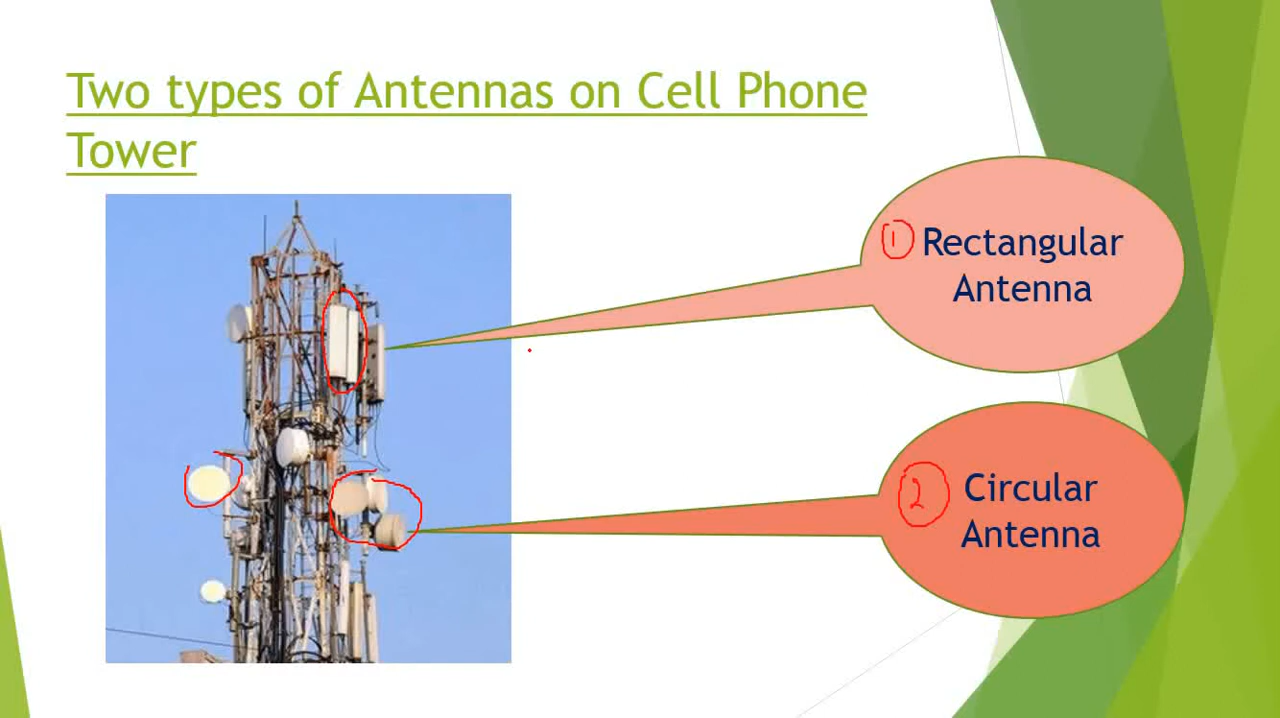 Two types of Antennas on Cell Phone
Tower
1 Rectangular
Antenna
2 Circular
Antenna